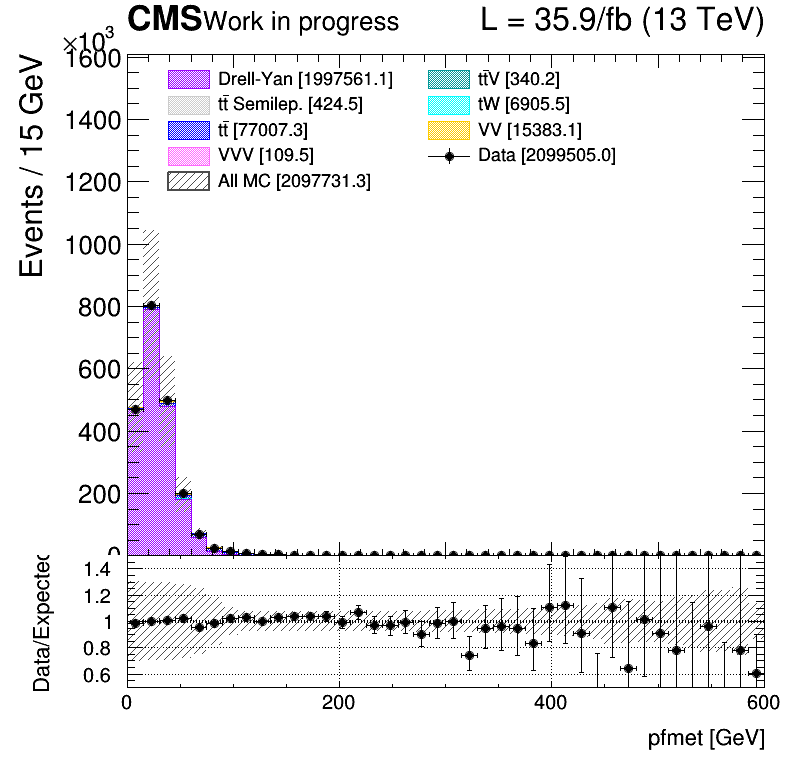 CMS Work in progress L = 35.9/fb (13 TeV)
×10³
Events / 15 GeV
1600
1400
1200
1000
800
600
400
200
0
Drell-Yan [1997561.1]
tt̄ Semilep. [424.5]
tt̄ [77007.3]
VVV [109.5]
All MC [2097731.3]
tt̄V [340.2]
tW [6905.5]
VV [15383.1]
Data [2099505.0]
Data/Expected
1.4
1.2
1
0.8
0.6
0 200 400 600
pfmet [GeV]